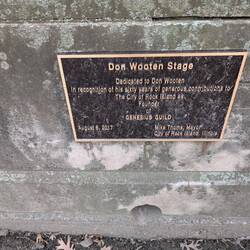 Don Wooten Stage
Dedicated to Don Wooten
In recognition of his sixty years of generous contributions to
The City of Rock Island as
Founder
of
GENESIUS GUILD
August 6, 2017
Mike Thoms, Mayor
City of Rock Island, Illinois